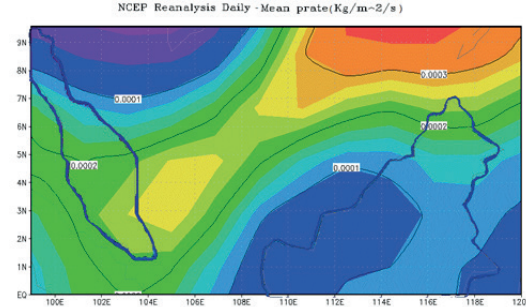 NCEP Reanalysis Daily - Mean prate(Kg/m~2/s)
9N
8N
7N
6N
5N
4N
3N
2N
1N
EQ
0.0001
0.0003
0.0002
0.0002
0.0001
100E 102E 104E 106E 108E 110E 112E 114E 116E 118E 120